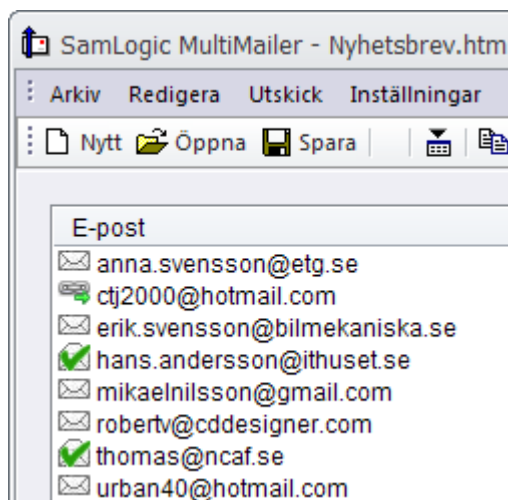 SamLogic MultiMailer - Nyhetsbrev.htm
Arkiv Redigera Utskick Inställningar
Nytt Öppna Spara
E-post
anna.svensson@etg.se
ctj2000@hotmail.com
erik.svensson@bilmekaniska.se
hans.andersson@ithuset.se
mikaelnilsson@gmail.com
robertv@cddesigner.com
thomas@ncaf.se
urban40@hotmail.com